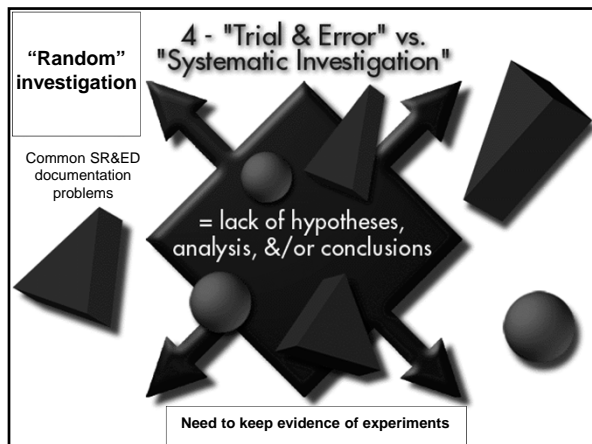 4 - "Trial & Error" vs.
"Systematic Investigation"
“Random”
investigation
Common SR&ED
documentation
problems
= lack of hypotheses,
analysis, &/or conclusions
Need to keep evidence of experiments